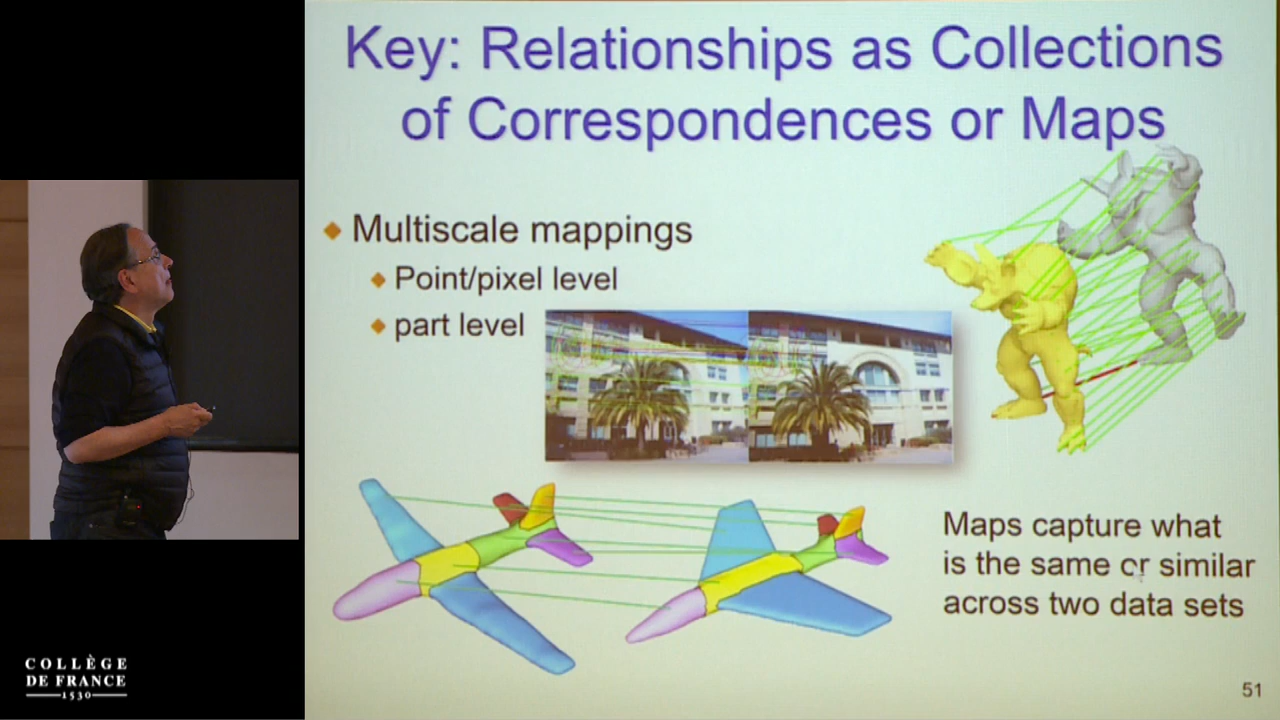 Key: Relationships as Collections
of Correspondences or Maps
Multiscale mappings
Point/pixel level
part level
Maps capture what
is the same or similar
across two data sets
51
COLLÈGE
DE FRANCE
1530